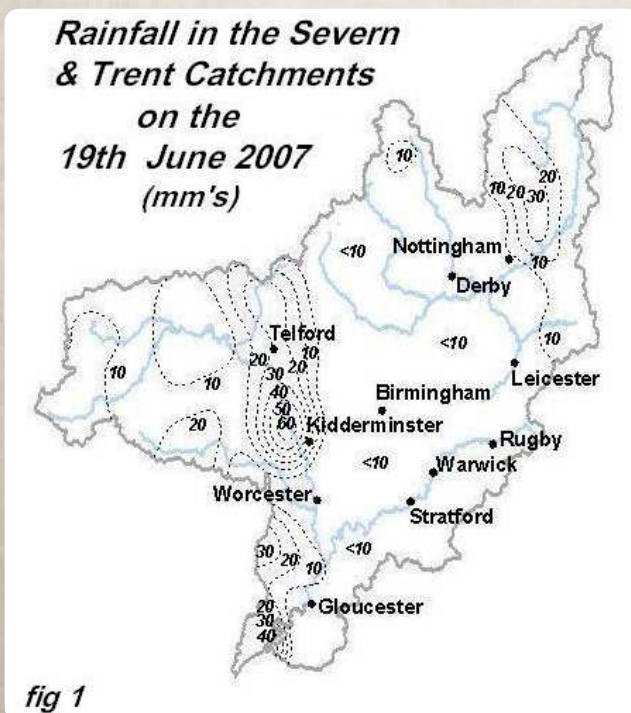 Rainfall in the Severn
& Trent Catchments
on the
19th June 2007
(mm's)
10
20
10 20 30
<10
Nottingham
10
Derby
Telford
10
<10
10
20 20
10
30
Leicester
10
40
Birmingham
50
20
60
Kidderminster
Rugby
<10
Warwick
Worcester
Stratford
30
<10
20
10
20
Gloucester
30
40
fig 1